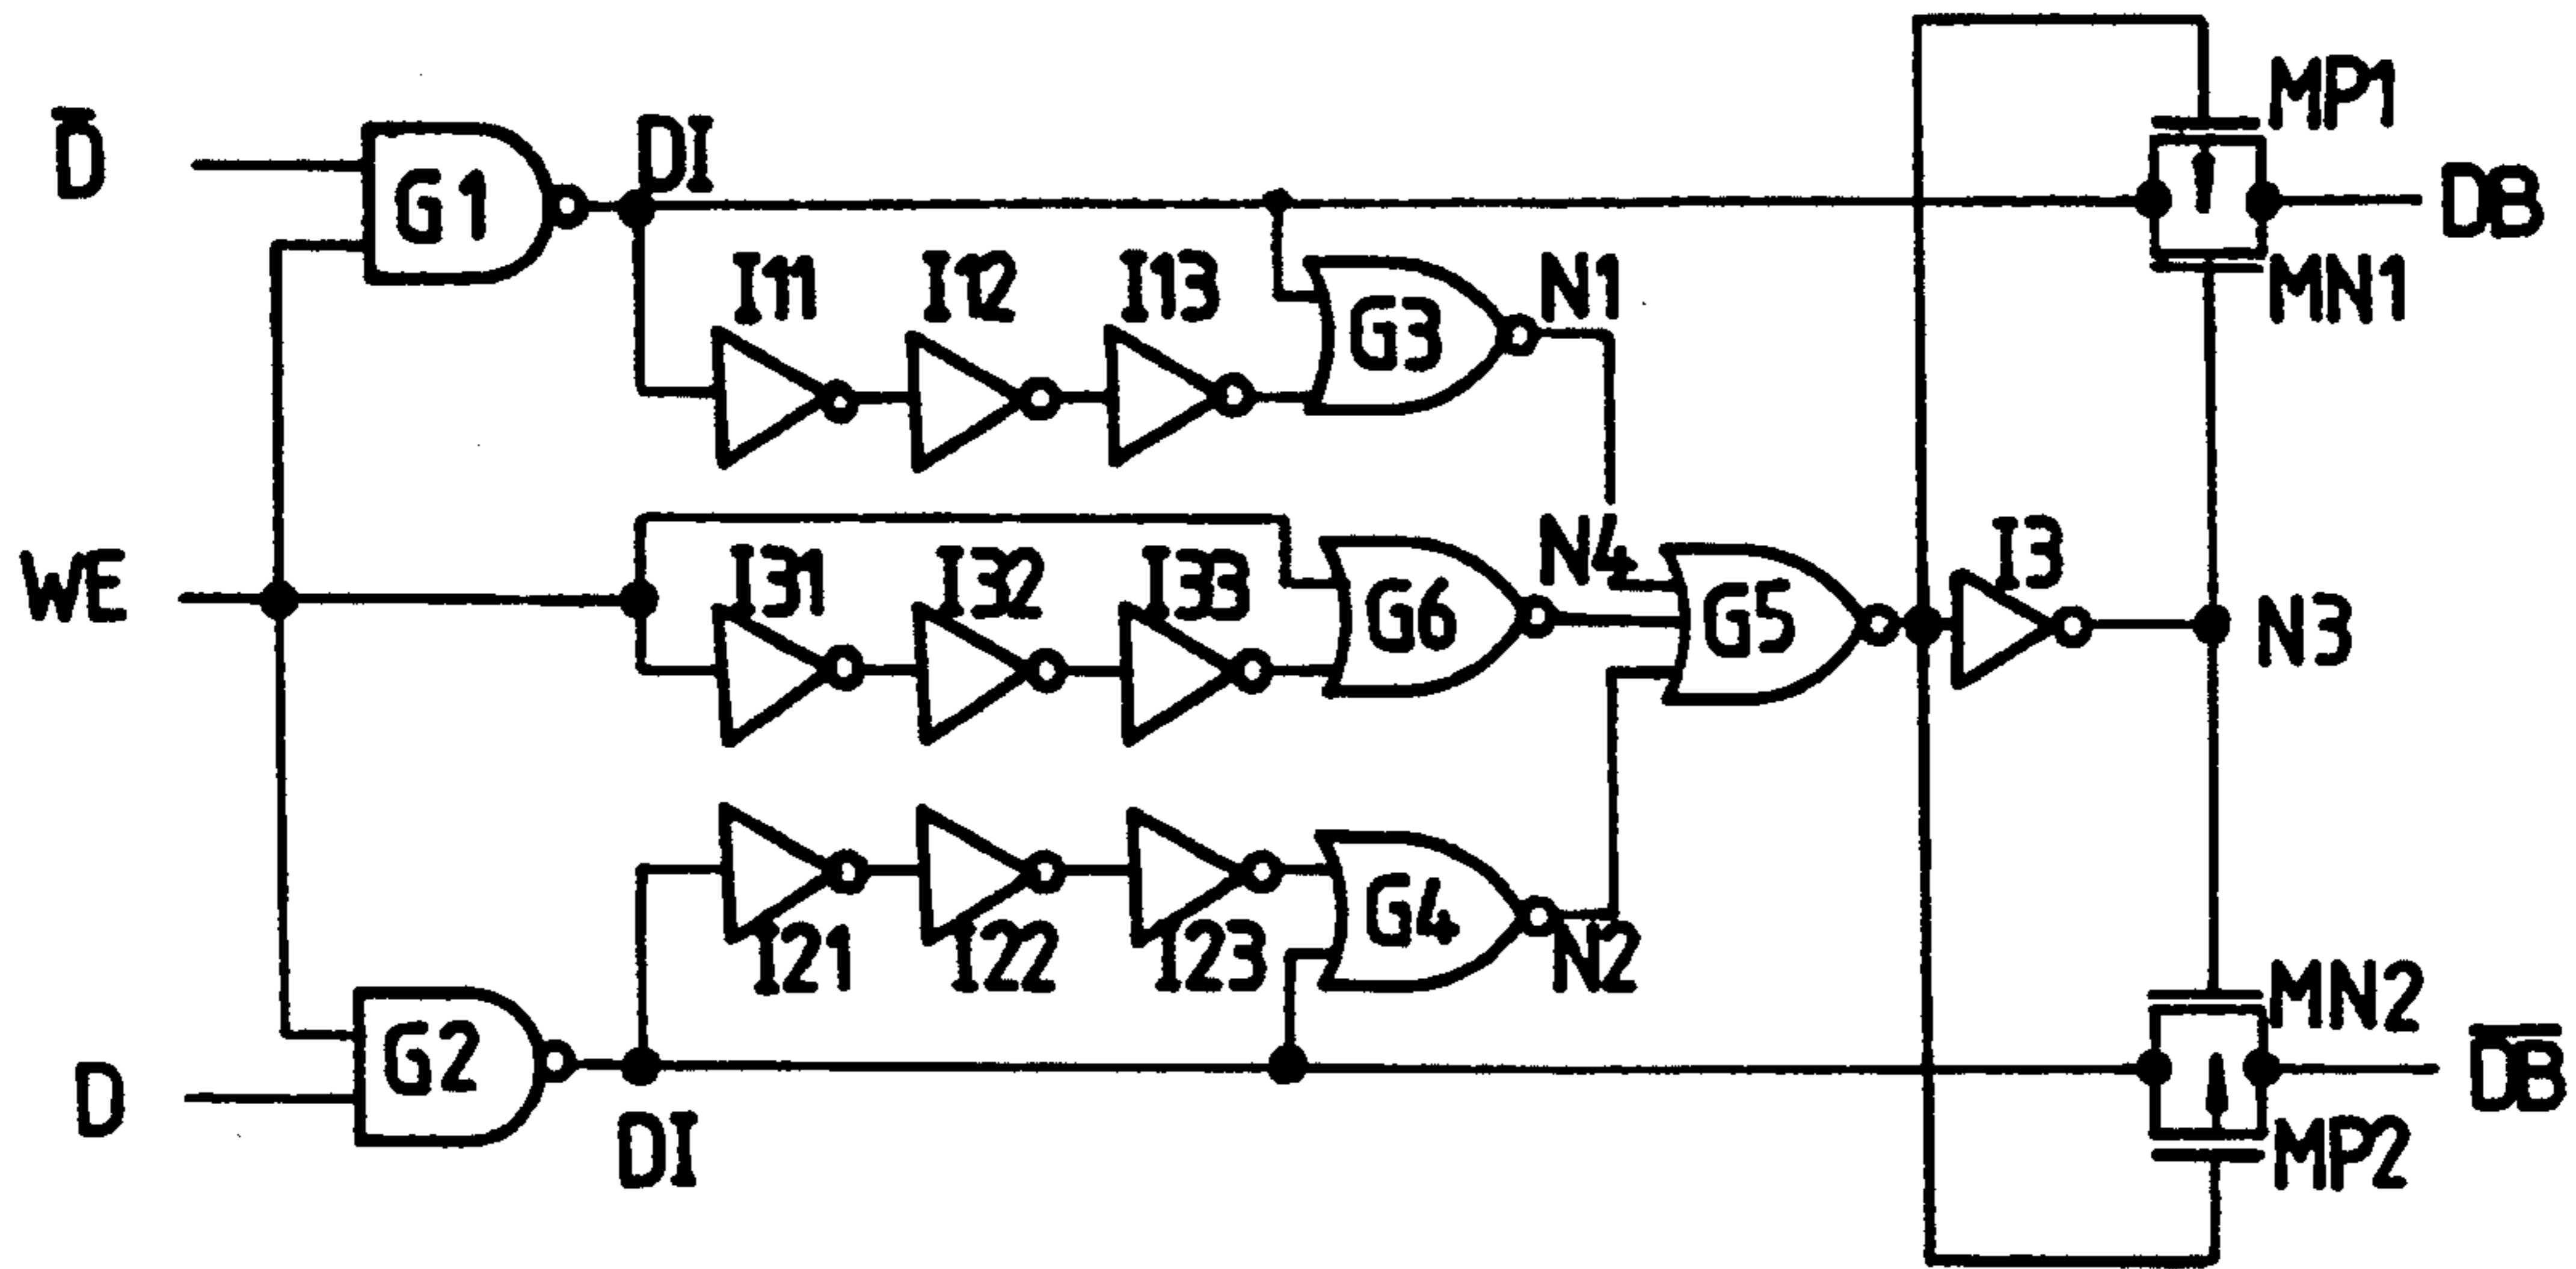 MP1
D̅
DI
G1
DB
I11
I12
I13
N1
MN1
G3
WE
I31
I32
I33
N4
I3
G6
G5
N3
G4
I21
I22
I23
N2
MN2
G2
D̅B̅
D
DI
MP2